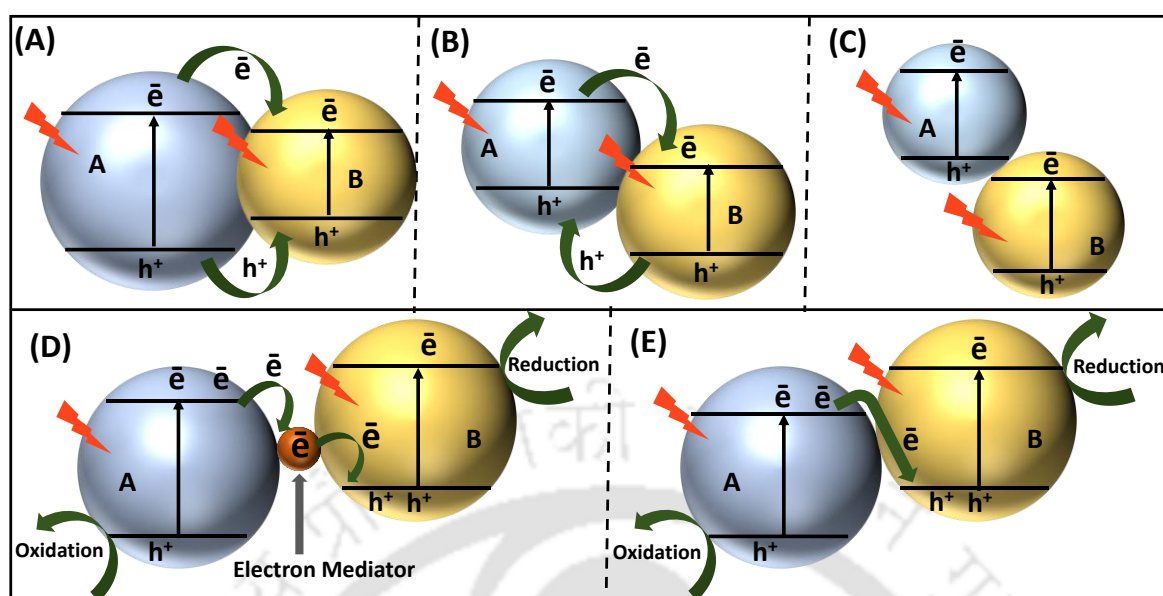 (A)
ē
ē
ē
A
B
h⁺
h⁺
h⁺
(B)
ē
ē
ē
A
B
h⁺
h⁺
h⁺
(C)
ē
A
h⁺
ē
B
h⁺
(D)
ē
ē
ē
ē
ē
ē
Reduction
A
B
h⁺ h⁺
h⁺
Oxidation
Electron Mediator
(E)
ē
ē
ē
ē
Reduction
A
B
h⁺ h⁺
h⁺
Oxidation